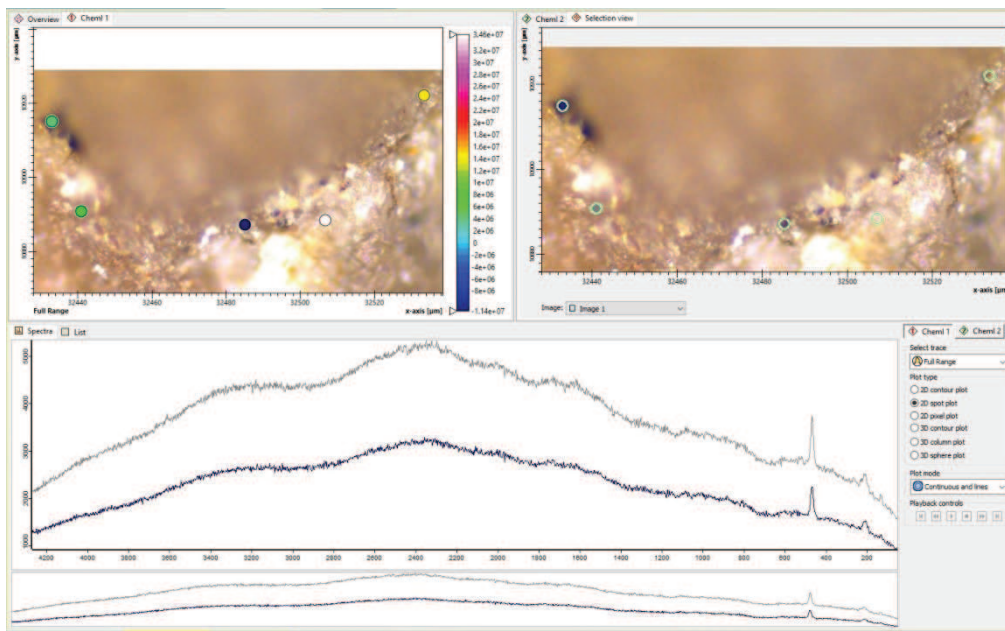 Overview ChemI 1
y-axis [µm]
10020
10000
10080
32440 32460 32480 32500 32520
Full Range x-axis [µm]
3.46e+07
3.2e+07
3e+07
2.8e+07
2.6e+07
2.4e+07
2.2e+07
2e+07
1.8e+07
1.6e+07
1.4e+07
1.2e+07
1e+07
8e+06
6e+06
4e+06
2e+06
0
-2e+06
-4e+06
-6e+06
-8e+06
-1.14e+07
ChemI 2 Selection view
y-axis [µm]
32440 32460 32480 32500 32520
x-axis [µm]
Image: Image 1
Spectra List
5000
4000
3000
2000
1000
4200 4000 3800 3600 3400 3200 3000 2800 2600 2400 2200 2000 1800 1600 1400 1200 1000 800 600 400 200
ChemI 1 ChemI 2
Select trace
Full Range
Plot type
2D contour plot
2D spot plot
2D pixel plot
3D contour plot
3D column plot
3D sphere plot
Plot mode
Continuous and lines
Playback controls